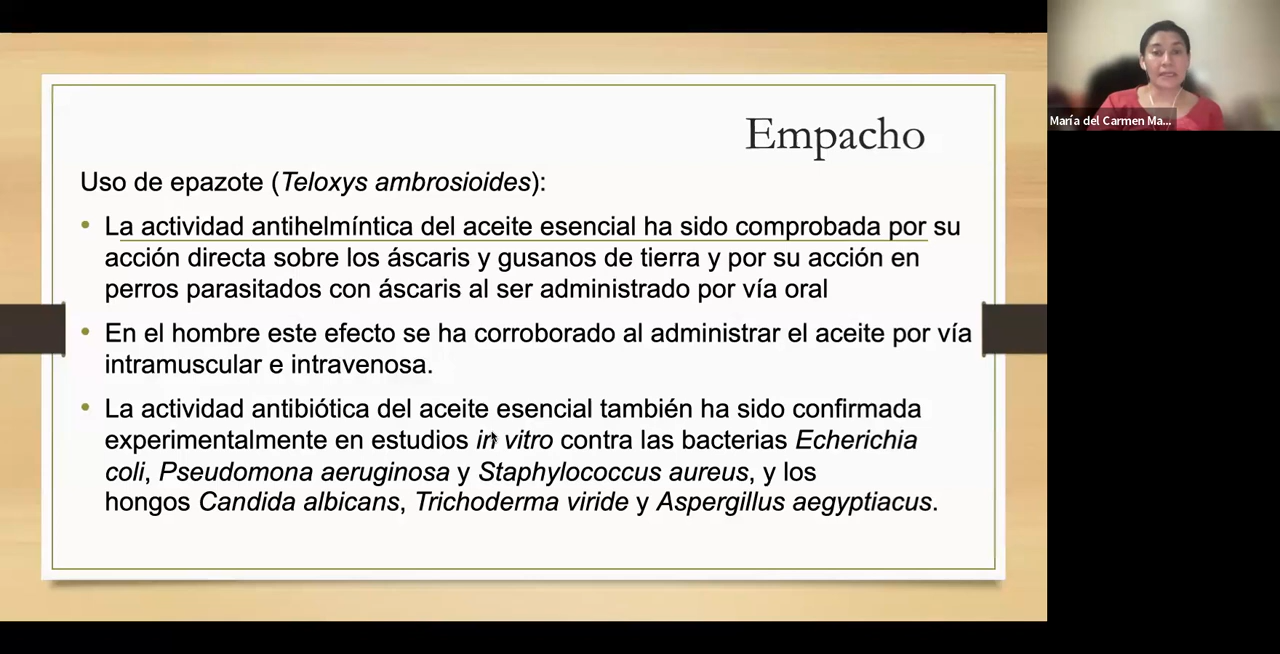 Empacho
Uso de epazote (Teloxys ambrosioides):
• La actividad antihelmíntica del aceite esencial ha sido comprobada por su
acción directa sobre los áscaris y gusanos de tierra y por su acción en
perros parasitados con áscaris al ser administrado por vía oral
• En el hombre este efecto se ha corroborado al administrar el aceite por vía
intramuscular e intravenosa.
• La actividad antibiótica del aceite esencial también ha sido confirmada
experimentalmente en estudios in vitro contra las bacterias Echerichia
coli, Pseudomona aeruginosa y Staphylococcus aureus, y los
hongos Candida albicans, Trichoderma viride y Aspergillus aegyptiacus.
María del Carmen Ma...